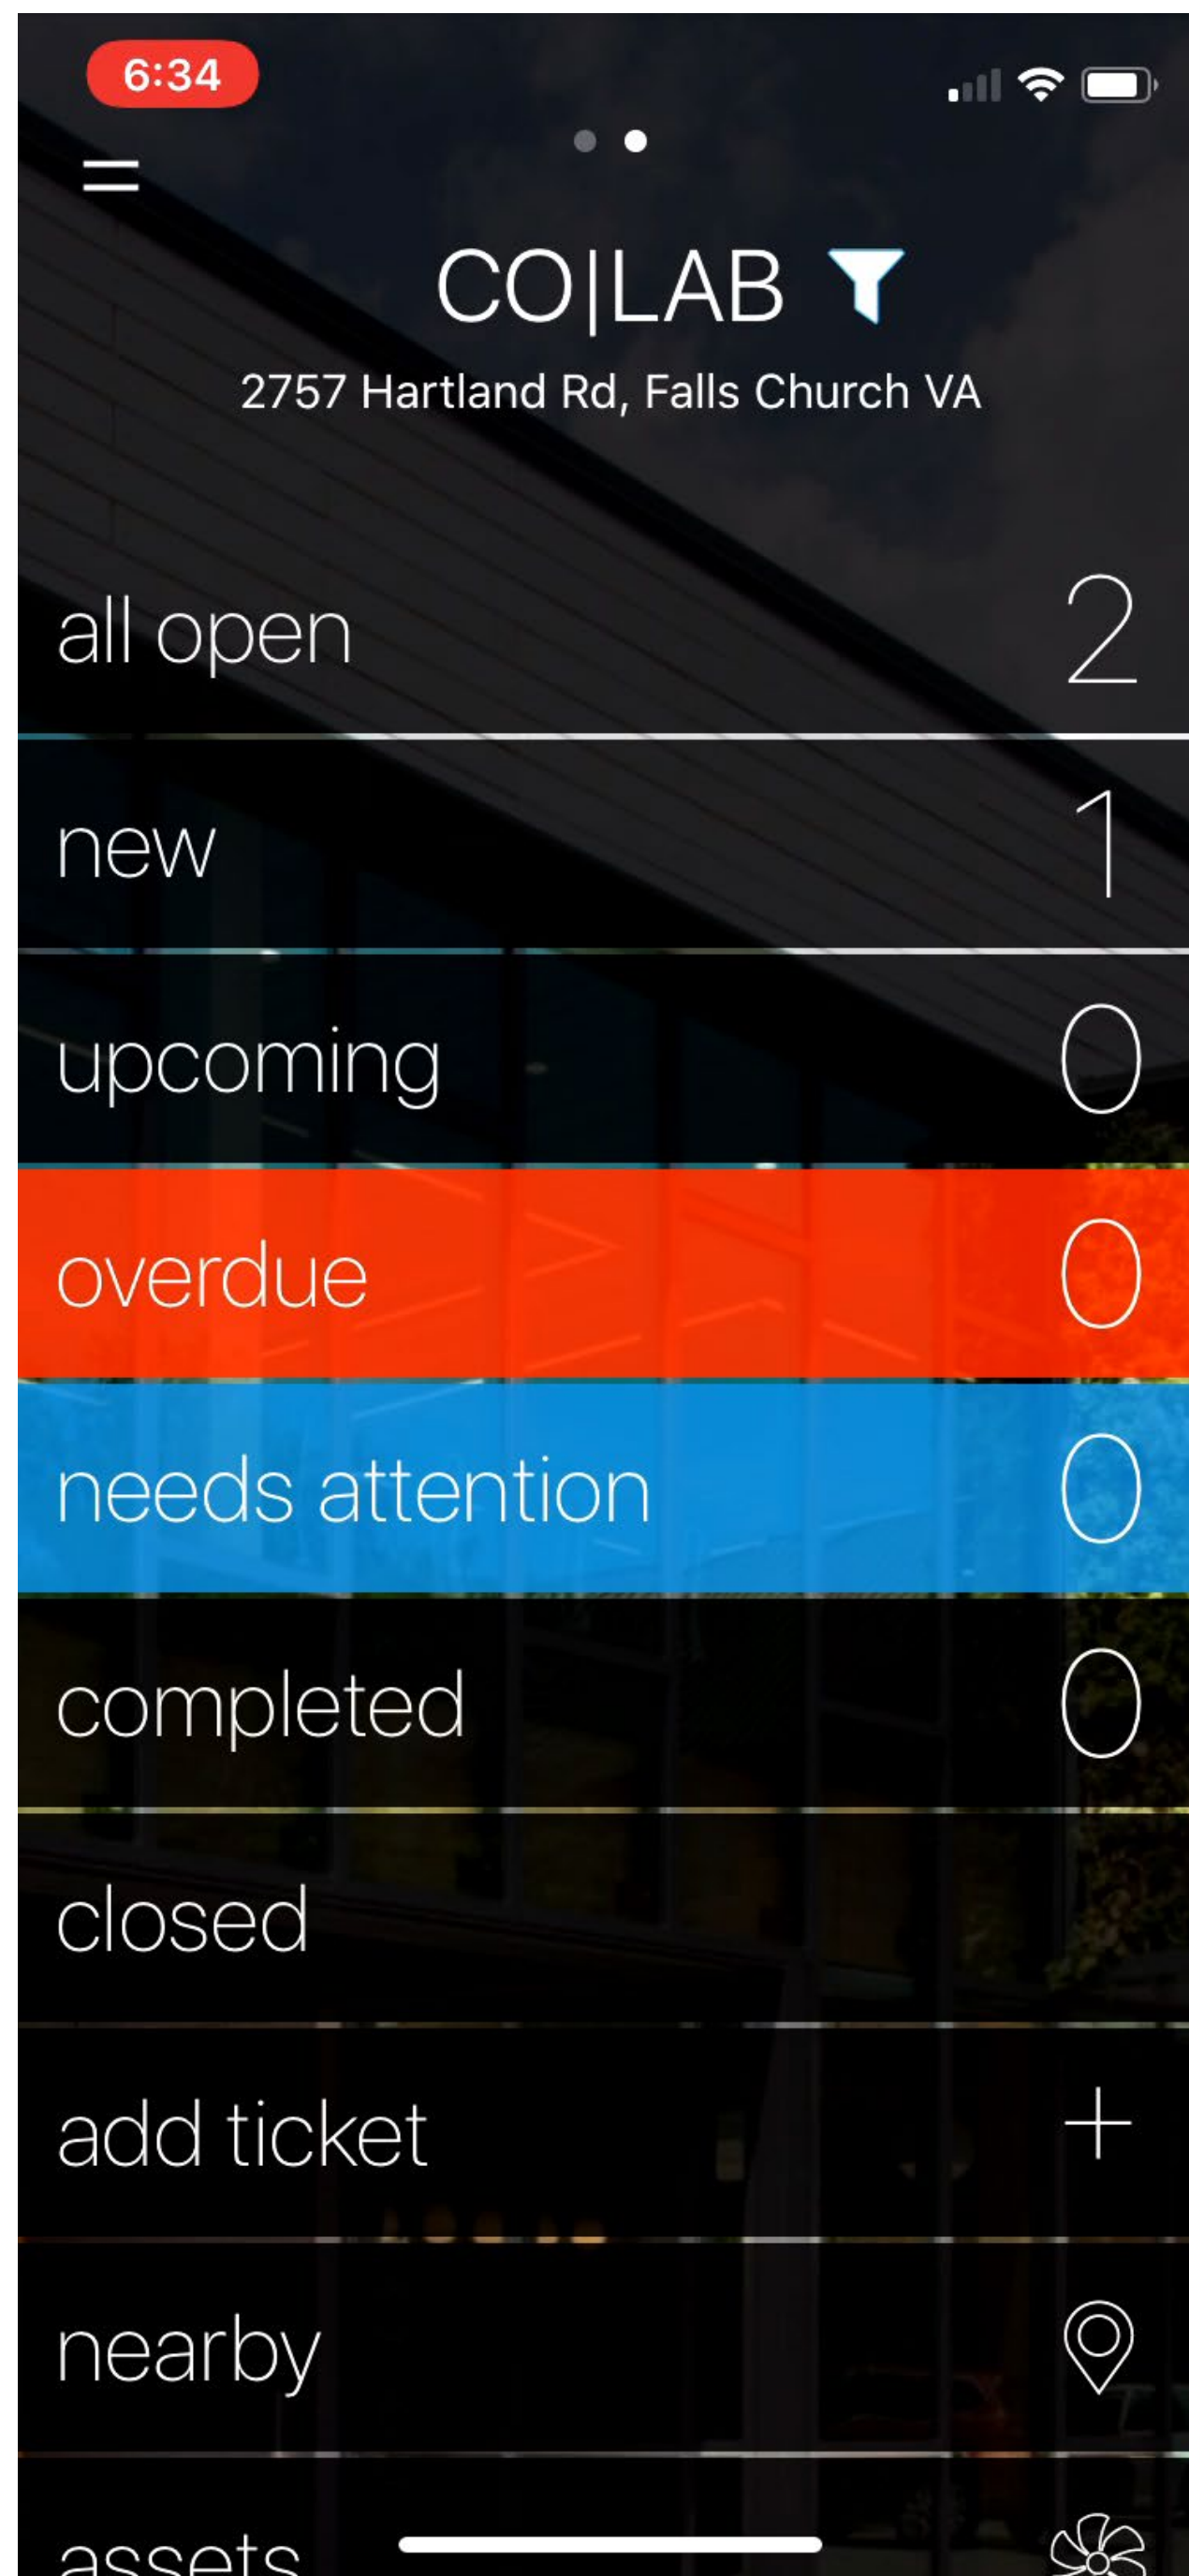 6:34
CO|LAB
2757 Hartland Rd, Falls Church VA
all open 2
new 1
upcoming 0
overdue 0
needs attention 0
completed 0
closed
add ticket +
nearby
assets